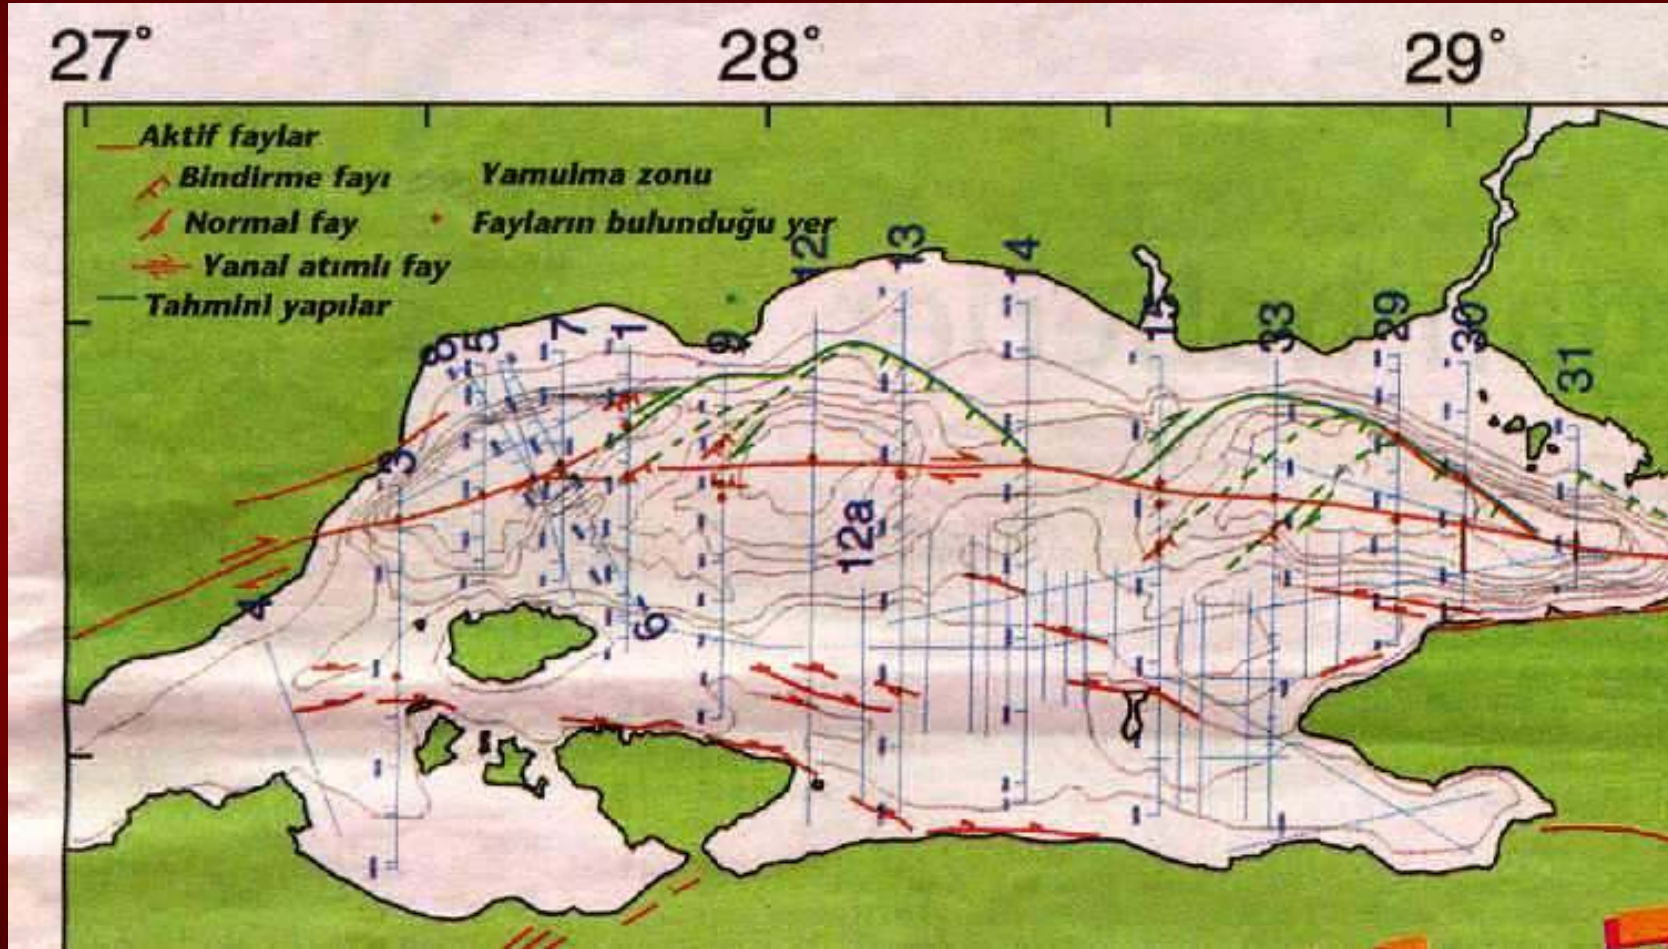 27° 28° 29°
Aktif faylar
Bindirme fayı Yamulma zonu
Normal fay Fayların bulunduğu yer
Yanal atımlı fay
Tahmini yapılar
12 13 14
8 5 7 1 9 15 33 29 30 31
3
12a
4 6